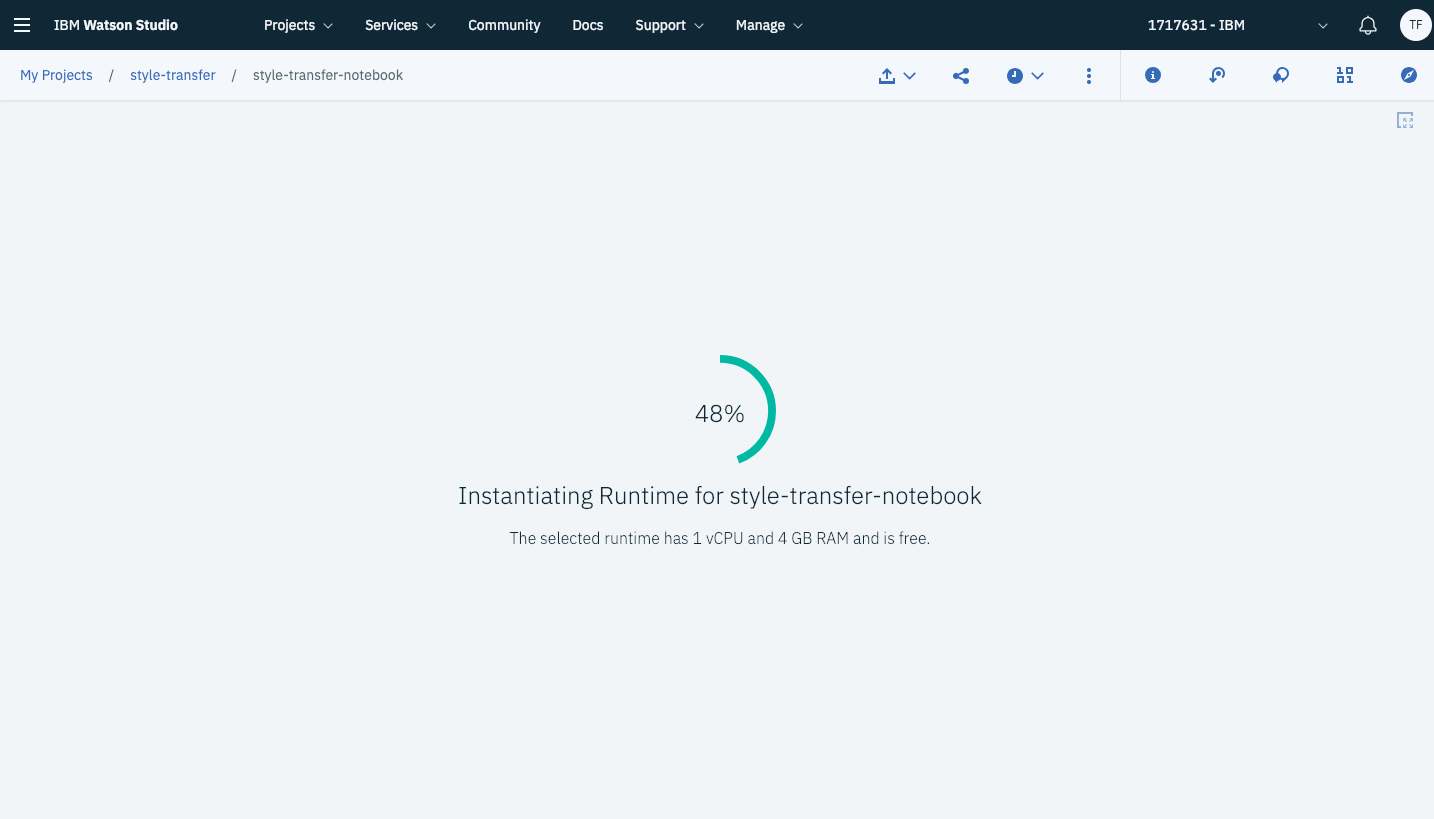 IBM Watson Studio Projects Services Community Docs Support Manage 1717631 - IBM TF
My Projects / style-transfer / style-transfer-notebook
48%
Instantiating Runtime for style-transfer-notebook
The selected runtime has 1 vCPU and 4 GB RAM and is free.